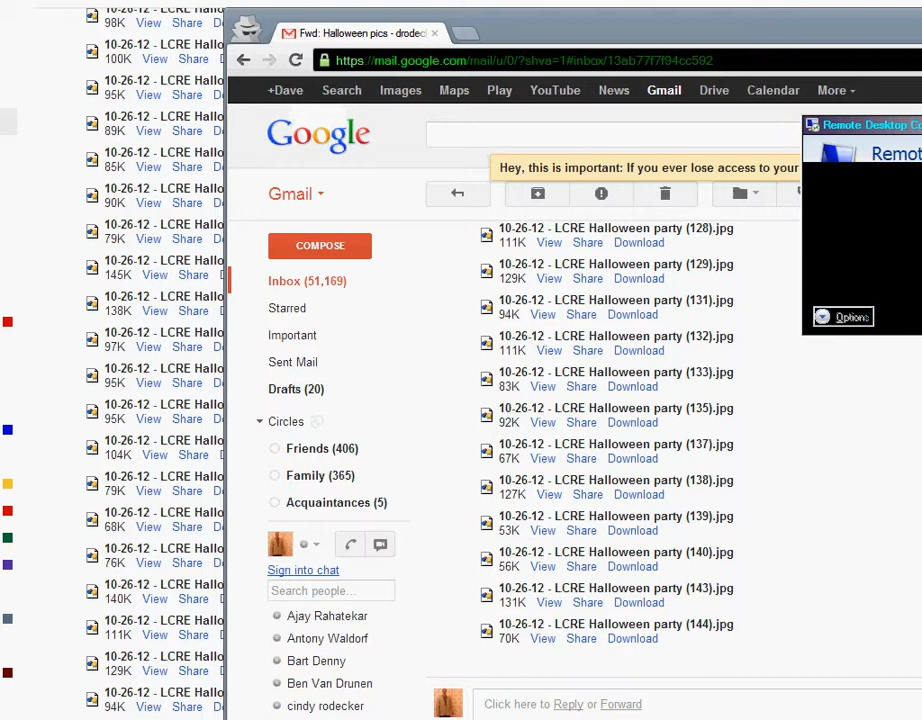 98K View Share Do
10-26-12 - LCRE Hallo
100K View Share D
10-26-12 - LCRE Hallo
95K View Share Do
10-26-12 - LCRE Hallo
89K View Share Do
10-26-12 - LCRE Hallo
85K View Share Do
10-26-12 - LCRE Hallo
90K View Share Do
10-26-12 - LCRE Hallo
79K View Share Do
10-26-12 - LCRE Hallo
145K View Share D
10-26-12 - LCRE Hallo
138K View Share D
10-26-12 - LCRE Hallo
97K View Share Do
10-26-12 - LCRE Hallo
95K View Share Do
10-26-12 - LCRE Hallo
95K View Share Do
10-26-12 - LCRE Hallo
104K View Share D
10-26-12 - LCRE Hallo
79K View Share Do
10-26-12 - LCRE Hallo
68K View Share Do
10-26-12 - LCRE Hallo
76K View Share Do
10-26-12 - LCRE Hallo
140K View Share D
10-26-12 - LCRE Hallo
111K View Share D
10-26-12 - LCRE Hallo
129K View Share D
10-26-12 - LCRE Hallo
94K View Share Do
Fwd: Halloween pics - drodec
https://mail.google.com/mail/u/0/?shva=1#inbox/13ab77f7f94cc592
+Dave Search Images Maps Play YouTube News Gmail Drive Calendar More
Google
Hey, this is important: If you ever lose access to your
Gmail
COMPOSE
Inbox (51,169)
Starred
Important
Sent Mail
Drafts (20)
Circles
Friends (406)
Family (365)
Acquaintances (5)
Sign into chat
Search people...
Ajay Rahatekar
Antony Waldorf
Bart Denny
Ben Van Drunen
cindy rodecker
10-26-12 - LCRE Halloween party (128).jpg
111K View Share Download
10-26-12 - LCRE Halloween party (129).jpg
129K View Share Download
10-26-12 - LCRE Halloween party (131).jpg
94K View Share Download
10-26-12 - LCRE Halloween party (132).jpg
111K View Share Download
10-26-12 - LCRE Halloween party (133).jpg
83K View Share Download
10-26-12 - LCRE Halloween party (135).jpg
92K View Share Download
10-26-12 - LCRE Halloween party (137).jpg
67K View Share Download
10-26-12 - LCRE Halloween party (138).jpg
127K View Share Download
10-26-12 - LCRE Halloween party (139).jpg
53K View Share Download
10-26-12 - LCRE Halloween party (140).jpg
56K View Share Download
10-26-12 - LCRE Halloween party (143).jpg
131K View Share Download
10-26-12 - LCRE Halloween party (144).jpg
70K View Share Download
Click here to Reply or Forward
Remote Desktop Co
Remot
Options